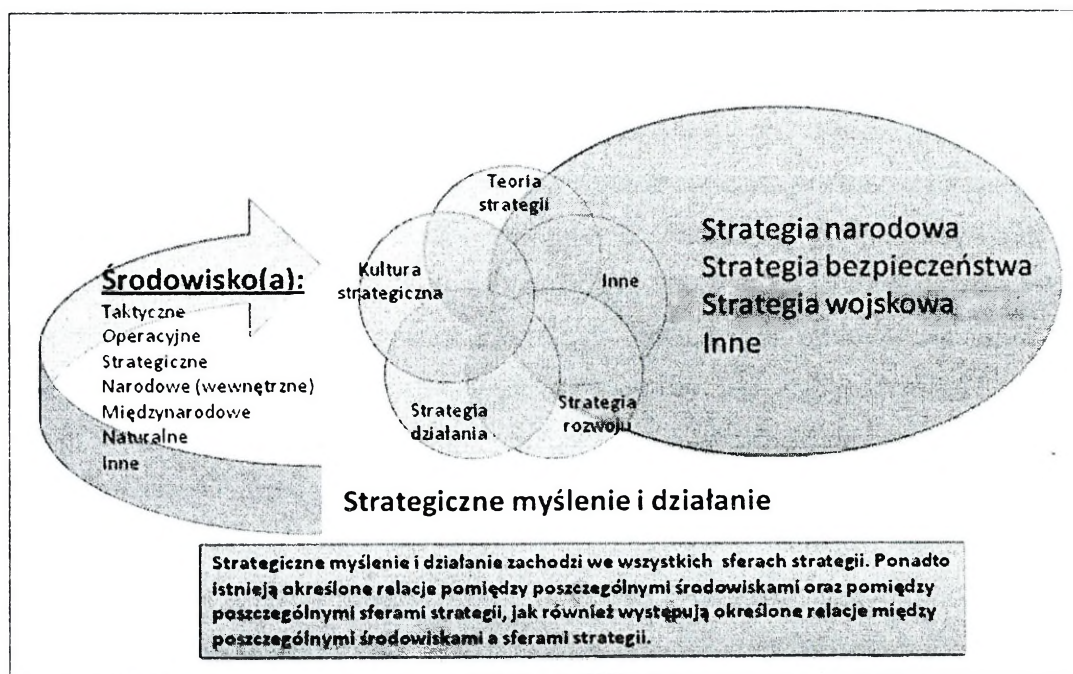 Środowisko(a):
Taktyczne
Operacyjne
Strategiczne
Narodowe (wewnętrzne)
Międzynarodowe
Naturalne
Inne
Teoria
strategii
Kultura
strategiczna
Inne
Strategia
działania
Strategia
rozwoju
Strategia narodowa
Strategia bezpieczeństwa
Strategia wojskowa
Inne
Strategiczne myślenie i działanie
Strategiczne myślenie i działanie zachodzi we wszystkich sferach strategii. Ponadto
istnieją określone relacje pomiędzy poszczególnymi środowiskami oraz pomiędzy
poszczególnymi sferami strategii, jak również występują określone relacje między
poszczególnymi środowiskami a sferami strategii.